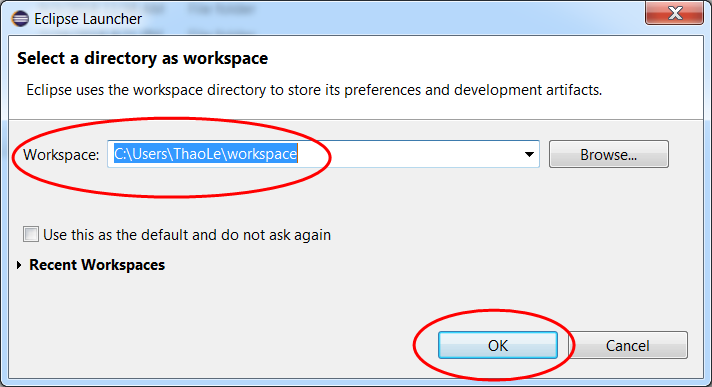 Eclipse Launcher
Select a directory as workspace
Eclipse uses the workspace directory to store its preferences and development artifacts.
Workspace: C:\Users\ThaoLe\workspace Browse...
Use this as the default and do not ask again
Recent Workspaces
OK Cancel